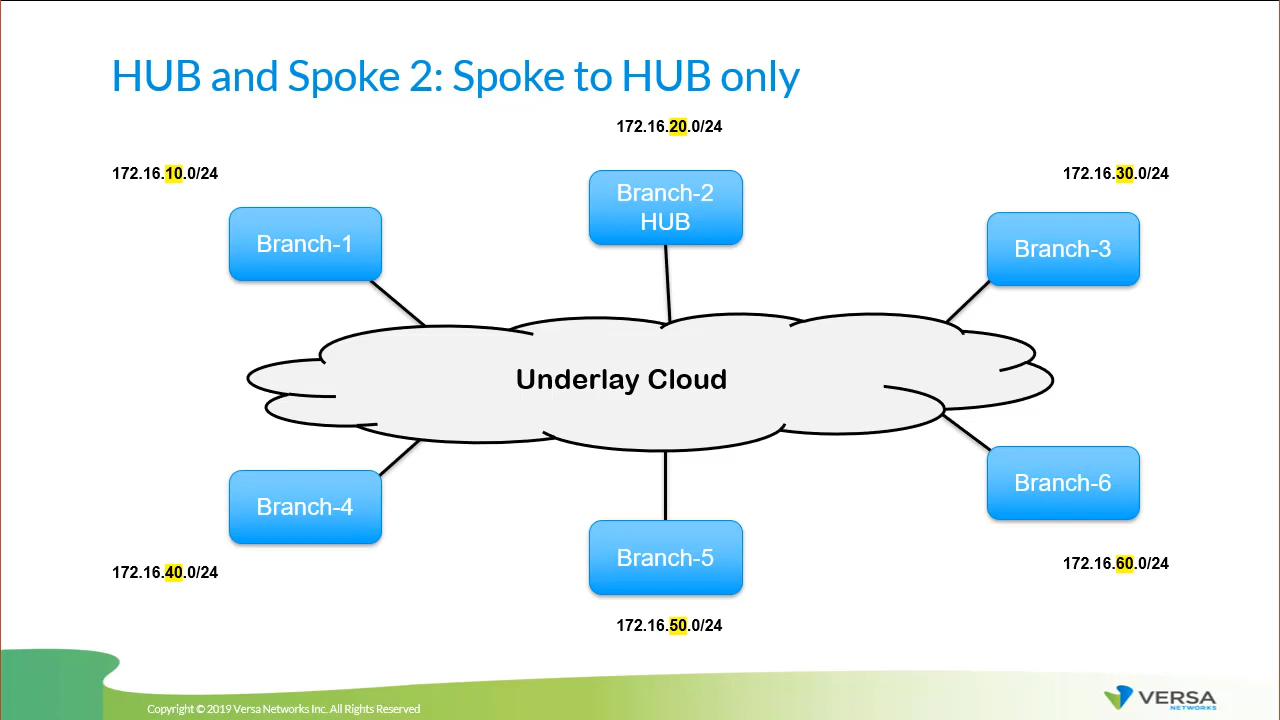 HUB and Spoke 2: Spoke to HUB only
172.16.20.0/24
172.16.10.0/24
172.16.30.0/24
Branch-2
HUB
Branch-1
Branch-3
Underlay Cloud
Branch-4
Branch-5
Branch-6
172.16.40.0/24
172.16.60.0/24
172.16.50.0/24
Copyright © 2019 Versa Networks Inc. All Rights Reserved
VERSA
NETWORKS